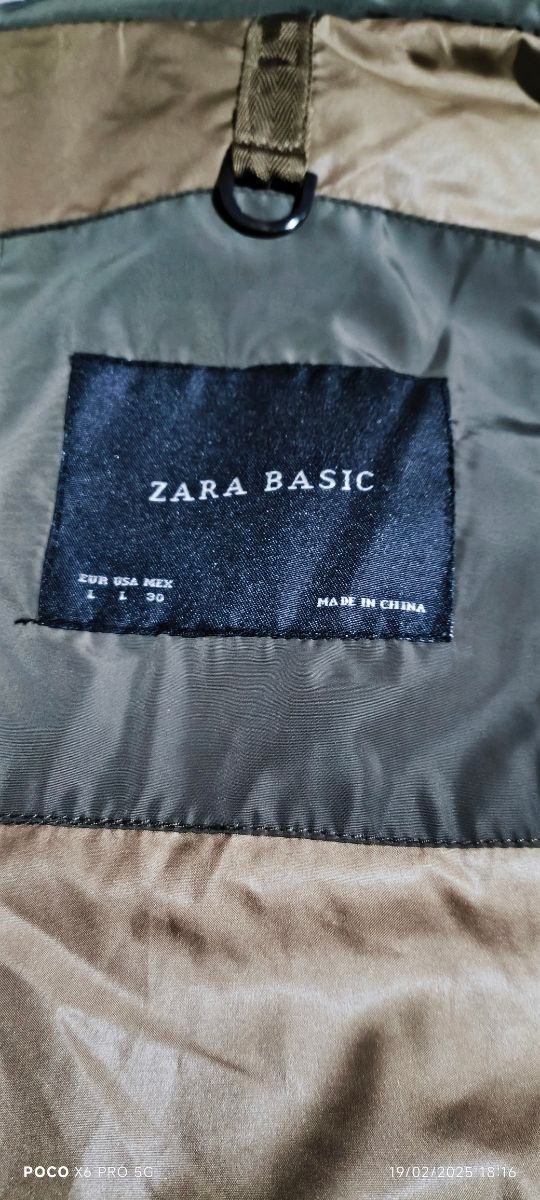 ZARA BASIC
EUR USA MEX
L L 30
MADE IN CHINA
POCO X6 PRO 5G
19/02/2025 18:16